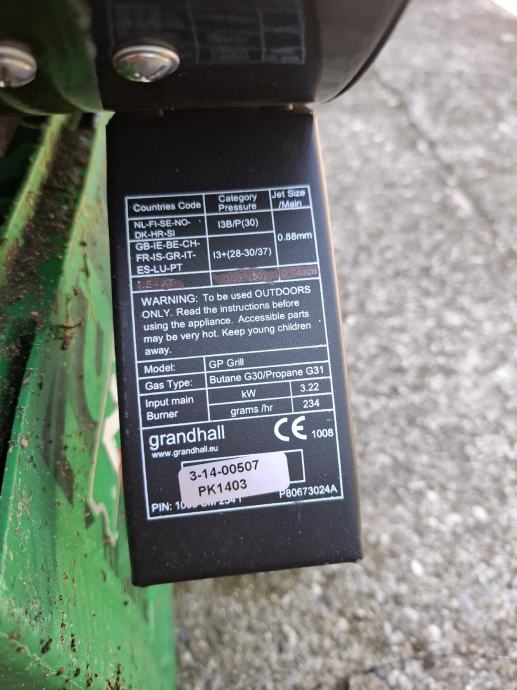 Countries Code Category Pressure Jet Size /Main
NL-FI-SE-NO-
DK-HR-SI I3B/P(30)
0.88mm
GB-IE-BE-CH-
FR-IS-GR-IT-
ES-LU-PT I3+(28-30/37)
WARNING: To be used OUTDOORS
ONLY. Read the instructions before
using the appliance. Accessible parts
may be very hot. Keep young children
away.
Model: GP Grill
Gas Type: Butane G30/Propane G31
Input main kW 3.22
Burner grams /hr 234
grandhall CE 1008
www.grandhall.eu
3-14-00507
PK1403
PIN: P80673024A